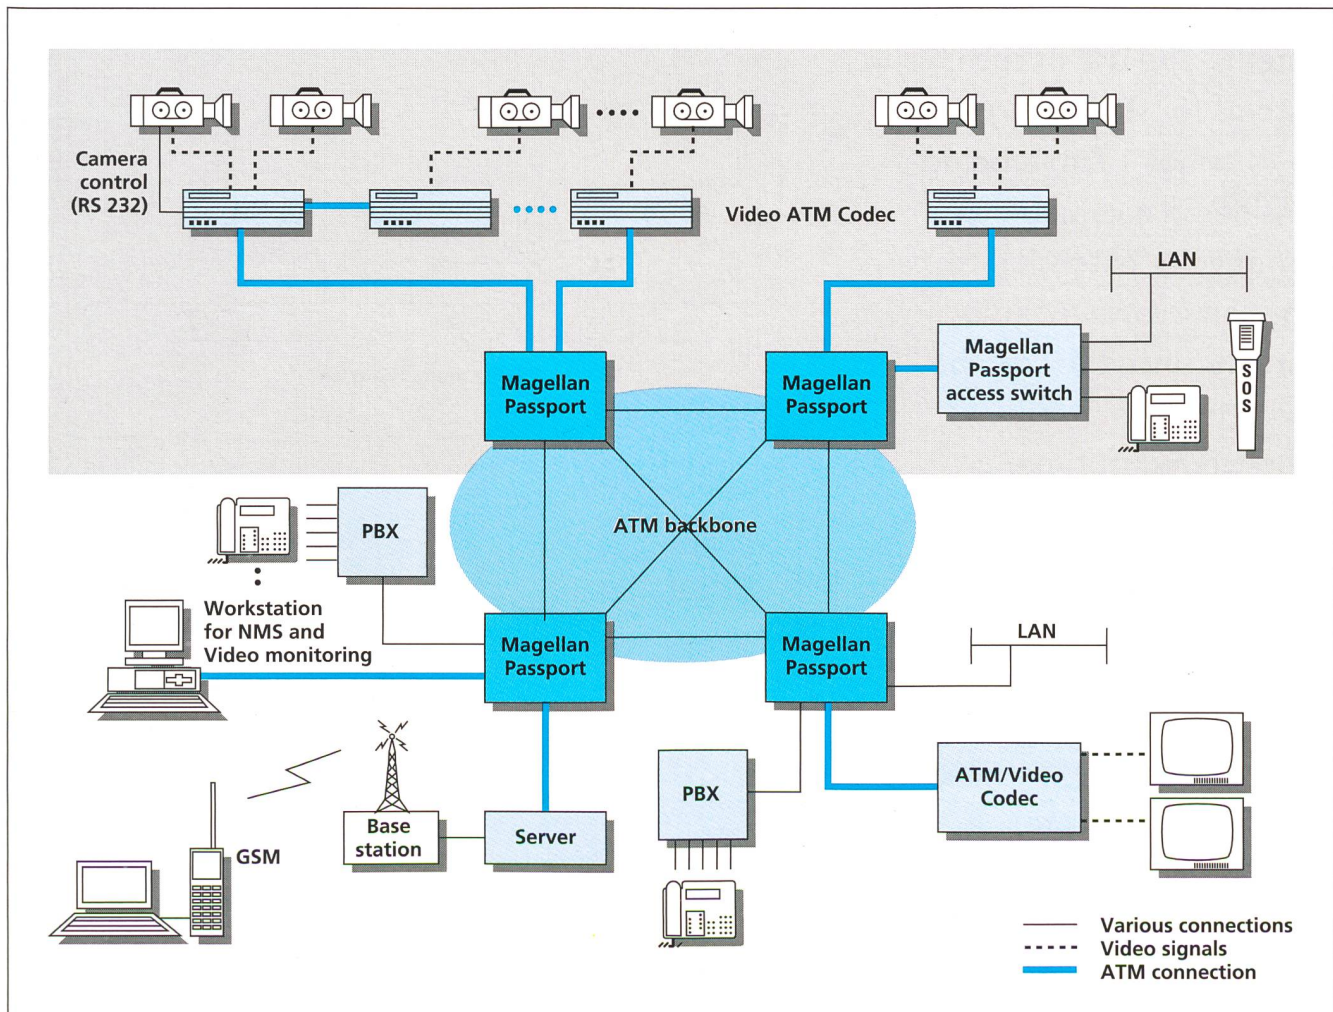 Camera
control
(RS 232)
Video ATM Codec
LAN
Magellan
Passport
access switch
SOS
Magellan
Passport
Magellan
Passport
ATM backbone
PBX
Workstation
for NMS and
Video monitoring
Magellan
Passport
Magellan
Passport
LAN
PBX
ATM/Video
Codec
Base
station
Server
GSM
Various connections
Video signals
ATM connection